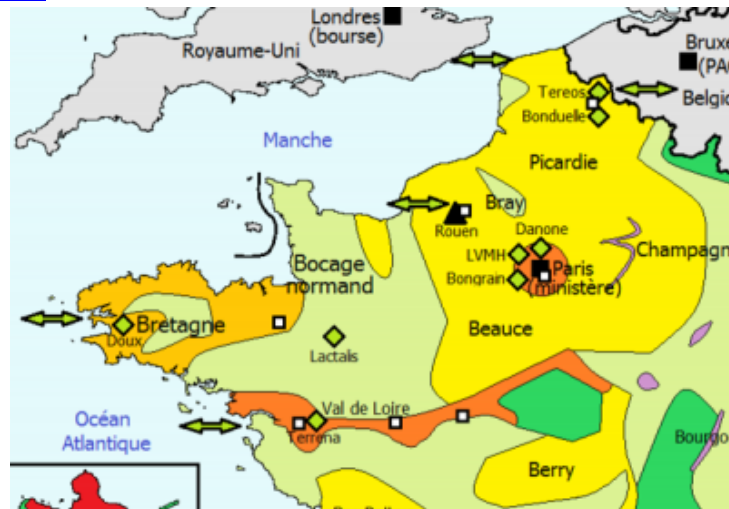 Londres
(bourse)
Royaume-Uni
Bruxe
(PA
Tereos
Belgic
Bonduelle
Manche
Picardie
Bray
Rouen
Danone
LVMH
Champagn
Bocage
normand
Paris
(ministère)
Bongrain
Bretagne
Beauce
Doux
Lactalis
Val de Loire
Océan
Atlantique
Terrena
Bourgo
Berry